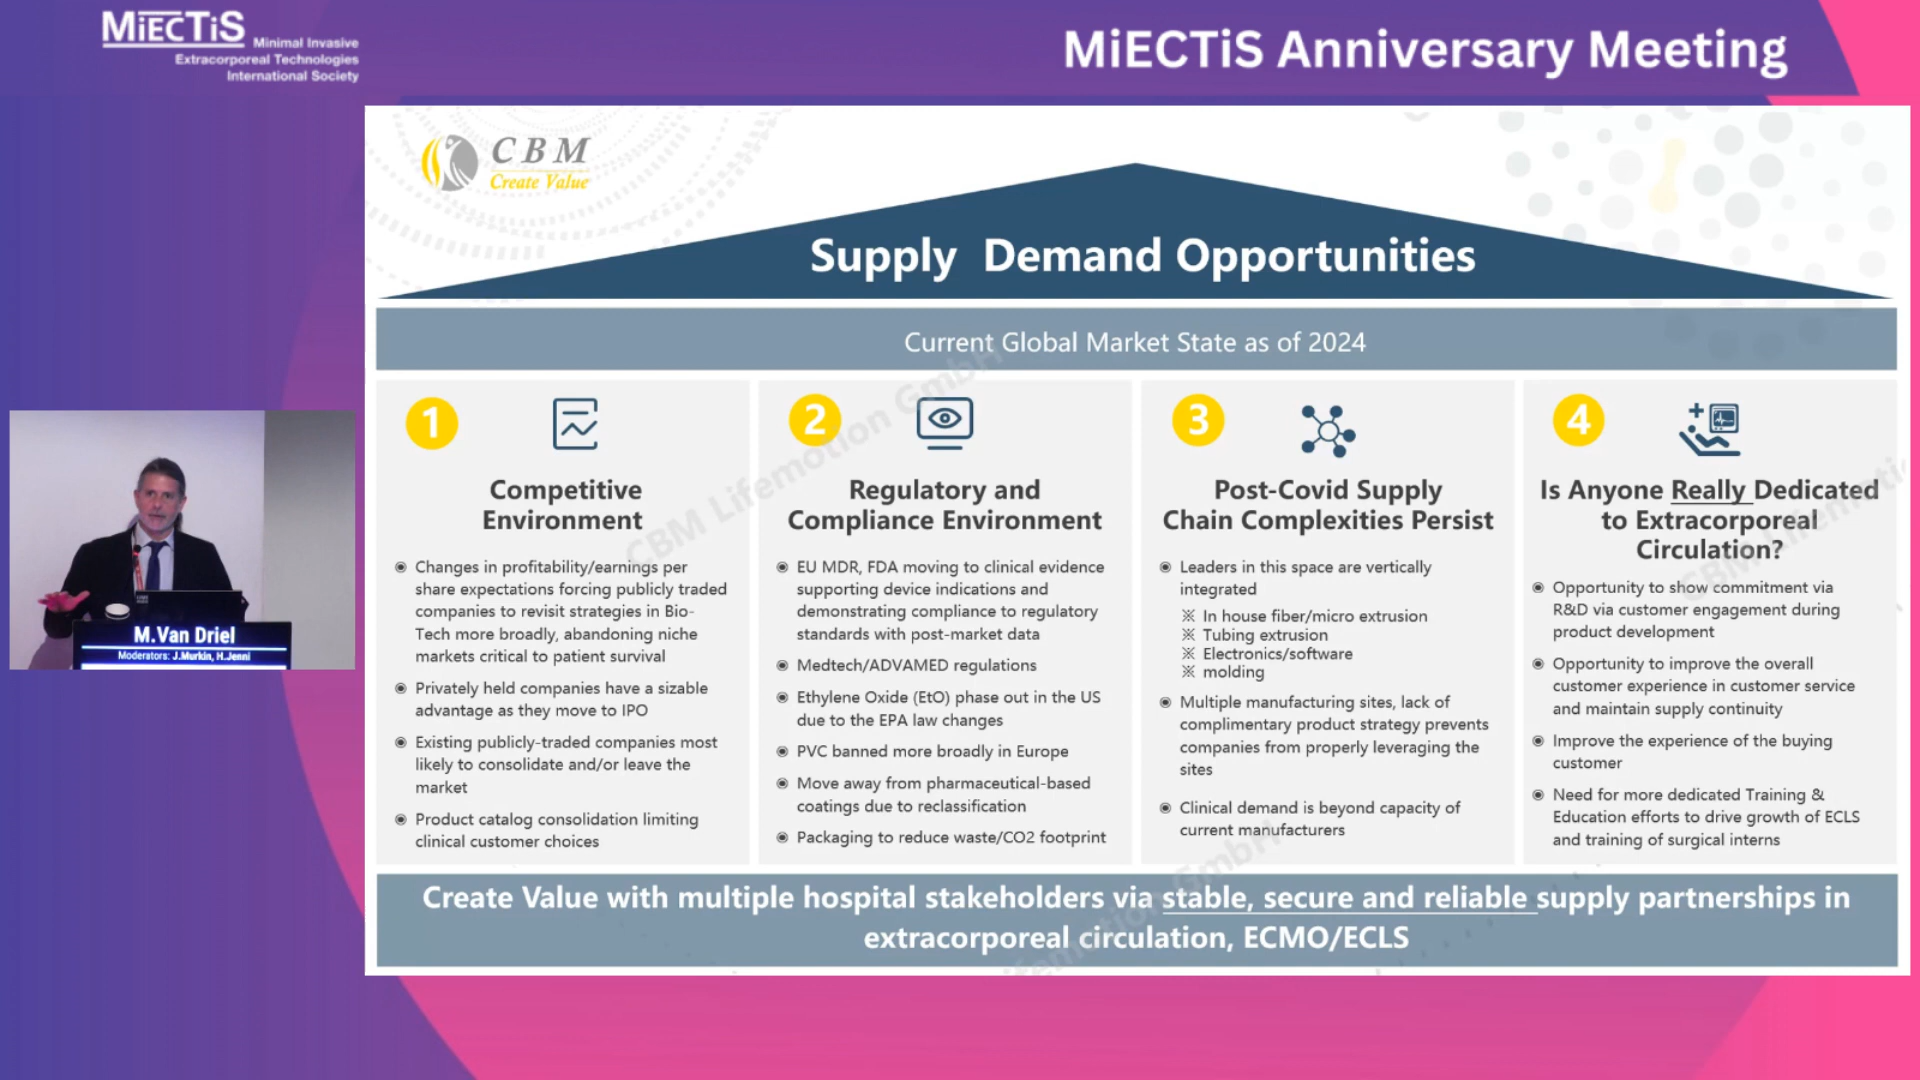 MiECTiS
Minimal Invasive
Extracorporeal Technologies
International Society
MiECTiS Anniversary Meeting
CBM
Create Value
Supply  Demand Opportunities
Current Global Market State as of 2024
1
Competitive
Environment
Changes in profitability/earnings per
share expectations forcing publicly traded
companies to revisit strategies in Bio-
Tech more broadly, abandoning niche
markets critical to patient survival
Privately held companies have a sizable
advantage as they move to IPO
Existing publicly-traded companies most
likely to consolidate and/or leave the
market
Product catalog consolidation limiting
clinical customer choices
2
Regulatory and
Compliance Environment
EU MDR, FDA moving to clinical evidence
supporting device indications and
demonstrating compliance to regulatory
standards with post-market data
Medtech/ADVAMED regulations
Ethylene Oxide (EtO) phase out in the US
due to the EPA law changes
PVC banned more broadly in Europe
Move away from pharmaceutical-based
coatings due to reclassification
Packaging to reduce waste/CO2 footprint
3
Post-Covid Supply
Chain Complexities Persist
Leaders in this space are vertically
integrated
※ In house fiber/micro extrusion
※ Tubing extrusion
※ Electronics/software
※ molding
Multiple manufacturing sites, lack of
complimentary product strategy prevents
companies from properly leveraging the
sites
Clinical demand is beyond capacity of
current manufacturers
4
Is Anyone Really Dedicated
to Extracorporeal
Circulation?
Opportunity to show commitment via
R&D via customer engagement during
product development
Opportunity to improve the overall
customer experience in customer service
and maintain supply continuity
Improve the experience of the buying
customer
Need for more dedicated Training &
Education efforts to drive growth of ECLS
and training of surgical interns
Create Value with multiple hospital stakeholders via stable, secure and reliable supply partnerships in
extracorporeal circulation, ECMO/ECLS
CBM Lifemotion GmbH
CBM Lifemoti
ifemotion GmbH
M.Van Driel
Moderators: J.Murkin, H.Jenni